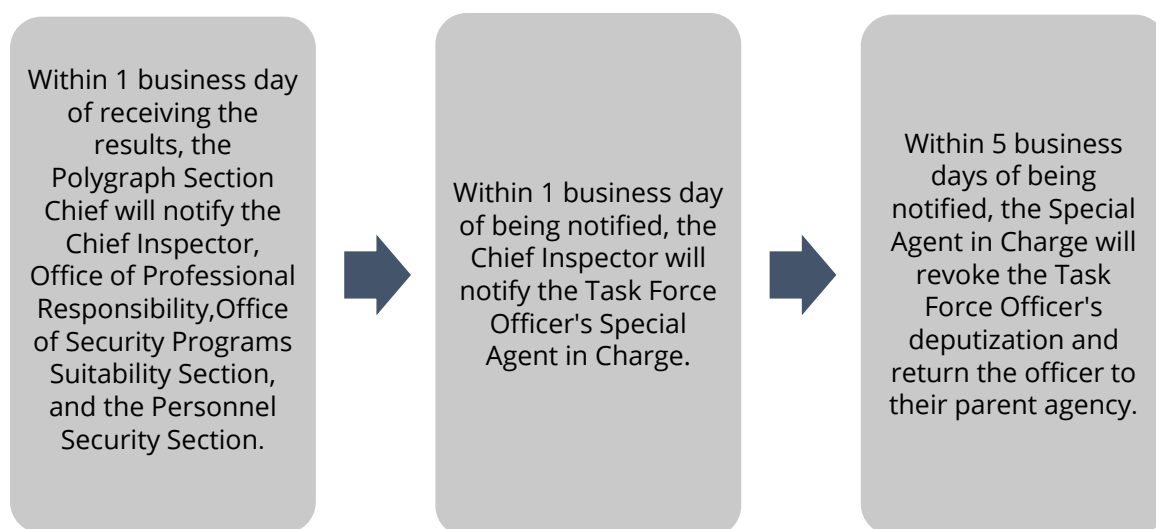 Within 1 business day
of receiving the
results, the
Polygraph Section
Chief will notify the
Chief Inspector,
Office of Professional
Responsibility,Office
of Security Programs
Suitability Section,
and the Personnel
Security Section.
Within 1 business day
of being notified, the
Chief Inspector will
notify the Task Force
Officer's Special
Agent in Charge.
Within 5 business
days of being
notified, the Special
Agent in Charge will
revoke the Task
Force Officer's
deputization and
return the officer to
their parent agency.